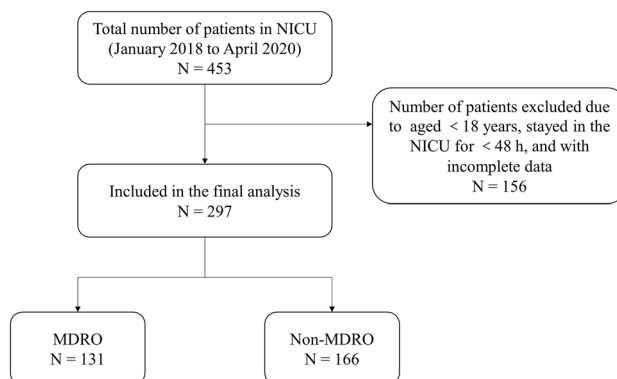 Total number of patients in NICU
(January 2018 to April 2020)
N = 453
Number of patients excluded due
to aged < 18 years, stayed in the
NICU for < 48 h, and with
incomplete data
N = 156
Included in the final analysis
N = 297
MDRO
N = 131
Non-MDRO
N = 166